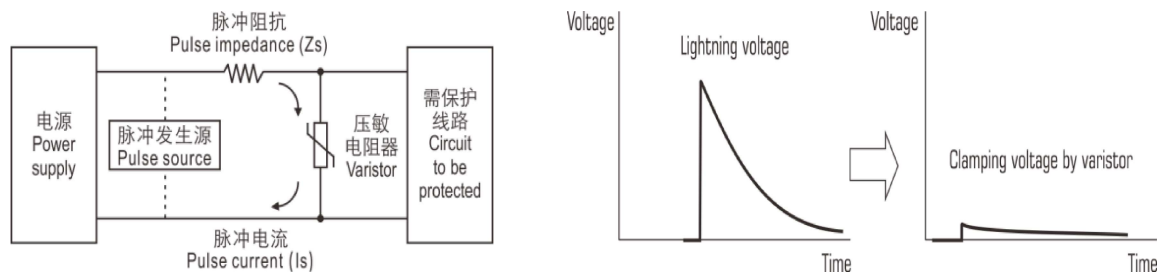 脉冲阻抗
Pulse impedance (Zs)
电源
Power
supply
脉冲发生源
Pulse source
压敏
电阻器
Varistor
需保护
线路
Circuit
to be
protected
脉冲电流
Pulse current (Is)
Voltage
Lightning voltage
Time
Voltage
Clamping voltage by varistor
Time